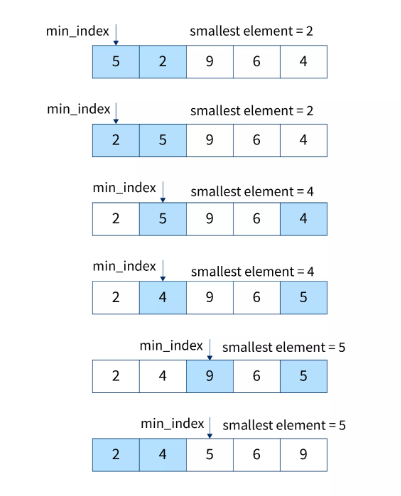 min_index smallest element = 2
5 2 9 6 4
min_index smallest element = 2
2 5 9 6 4
min_index smallest element = 4
2 5 9 6 4
min_index smallest element = 4
2 4 9 6 5
min_index smallest element = 5
2 4 9 6 5
min_index smallest element = 5
2 4 5 6 9